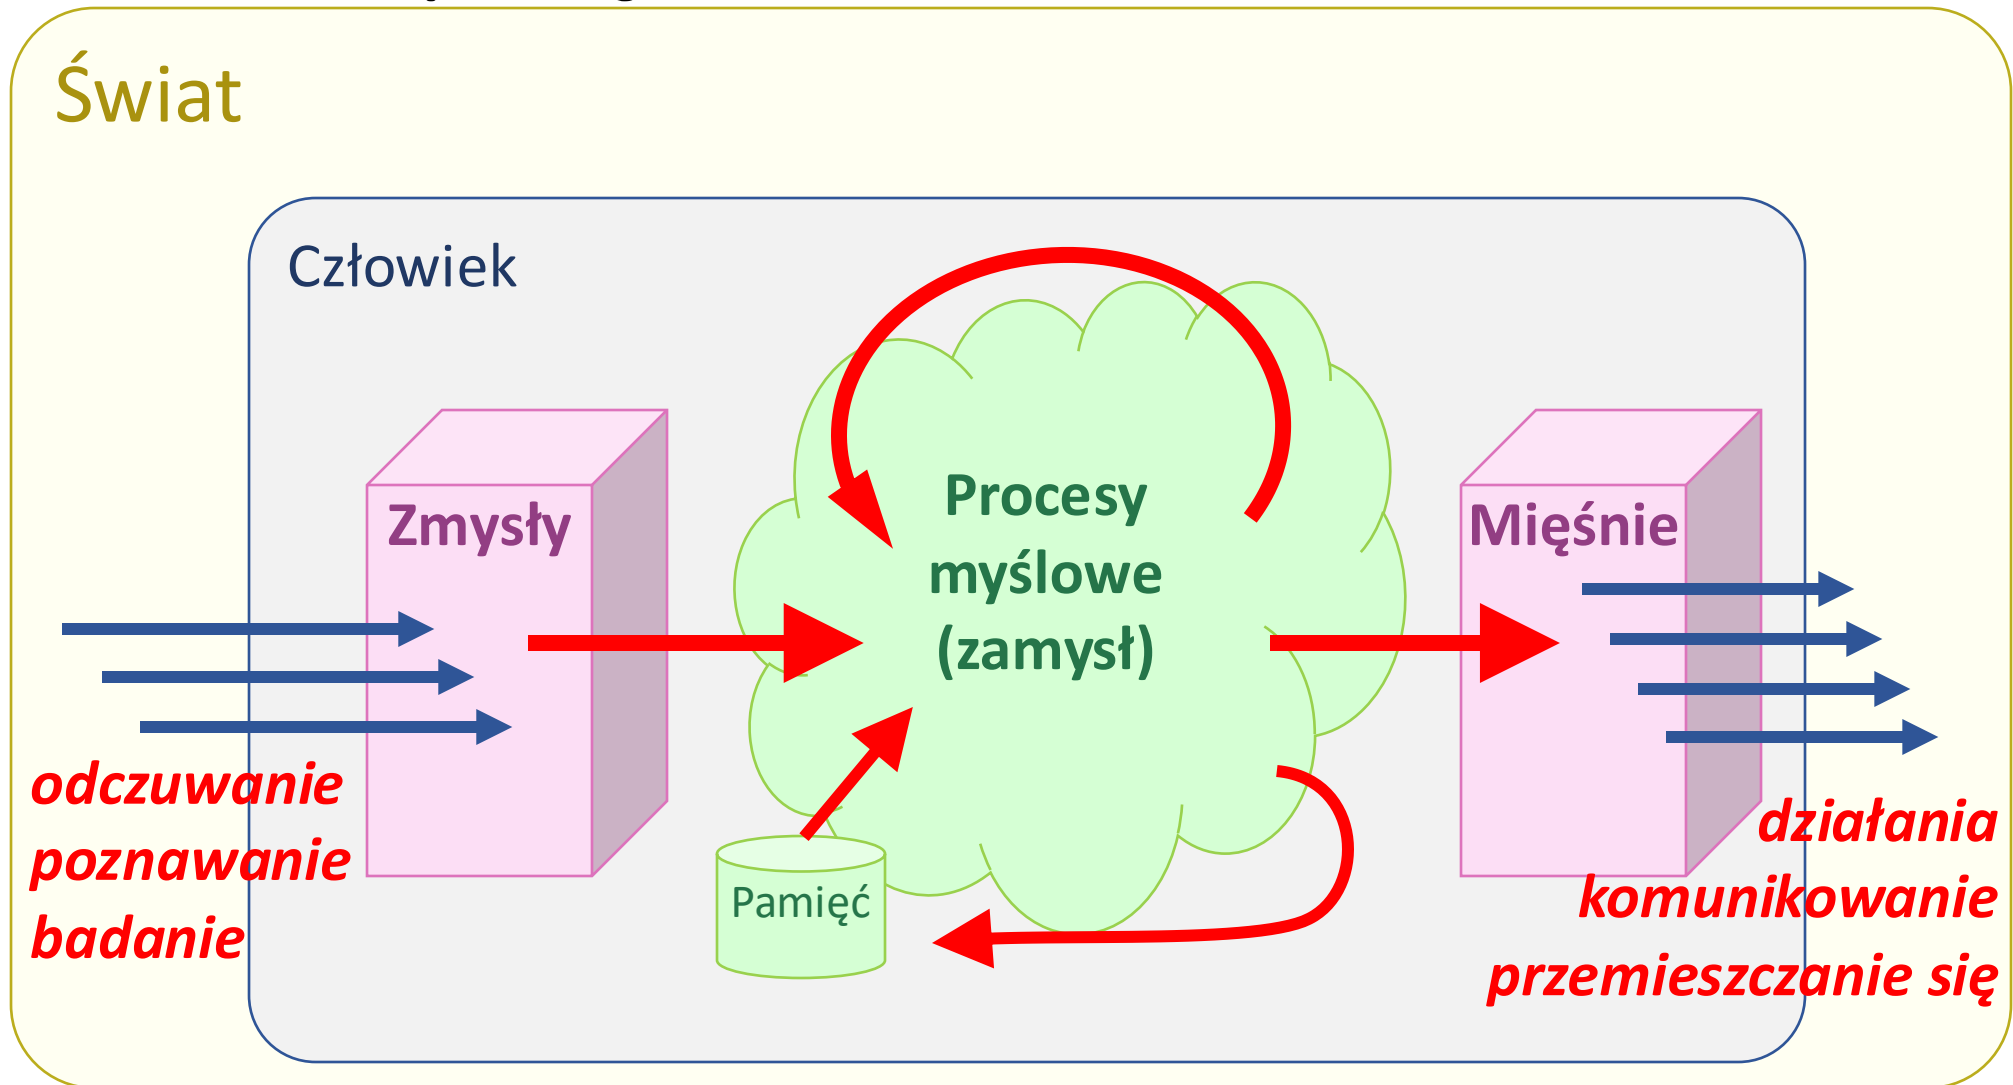 Świat
Człowiek
Zmysły
Procesy
myślowe
(zamysł)
Mięśnie
Pamięć
odczuwanie
poznawanie
badanie
działania
komunikowanie
przemieszczanie się